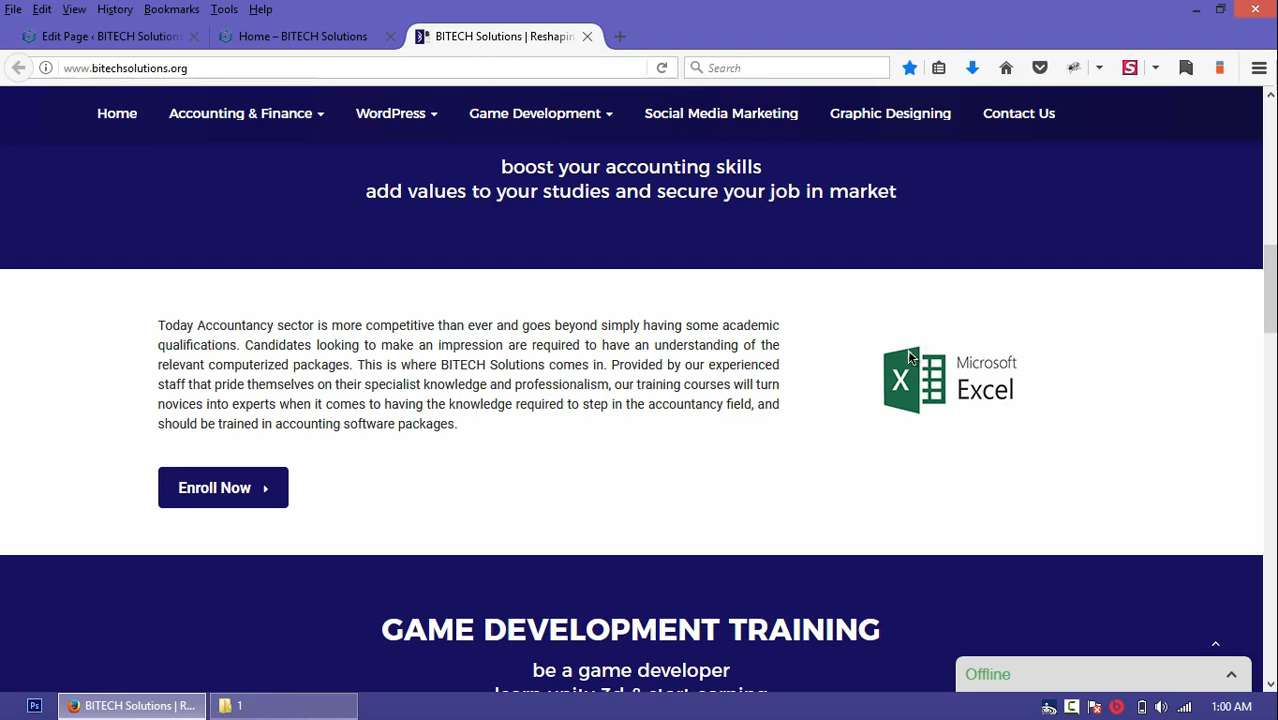 File Edit View History Bookmarks Tools Help
Edit Page ‹ BITECH Solutions
Home – BITECH Solutions
BITECH Solutions | Reshapin
www.bitechsolutions.org
Search
S
Home Accounting & Finance WordPress Game Development Social Media Marketing Graphic Designing Contact Us
boost your accounting skills
add values to your studies and secure your job in market
Today Accountancy sector is more competitive than ever and goes beyond simply having some academic
qualifications. Candidates looking to make an impression are required to have an understanding of the
relevant computerized packages. This is where BITECH Solutions comes in. Provided by our experienced
staff that pride themselves on their specialist knowledge and professionalism, our training courses will turn
novices into experts when it comes to having the knowledge required to step in the accountancy field, and
should be trained in accounting software packages.
X
Microsoft
Excel
Enroll Now
GAME DEVELOPMENT TRAINING
be a game developer
learn unity 3d & start earning
Offline
Ps
BITECH Solutions | R...
1
1:00 AM